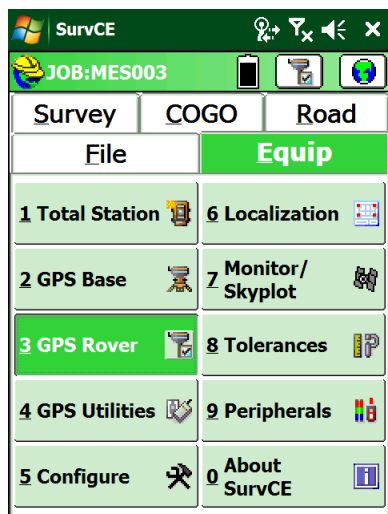 SurvCE
JOB:MES003
Survey COGO Road
File Equip
1 Total Station 6 Localization
2 GPS Base 7 Monitor/
Skyplot
3 GPS Rover 8 Tolerances
4 GPS Utilities 9 Peripherals
5 Configure 0 About
SurvCE